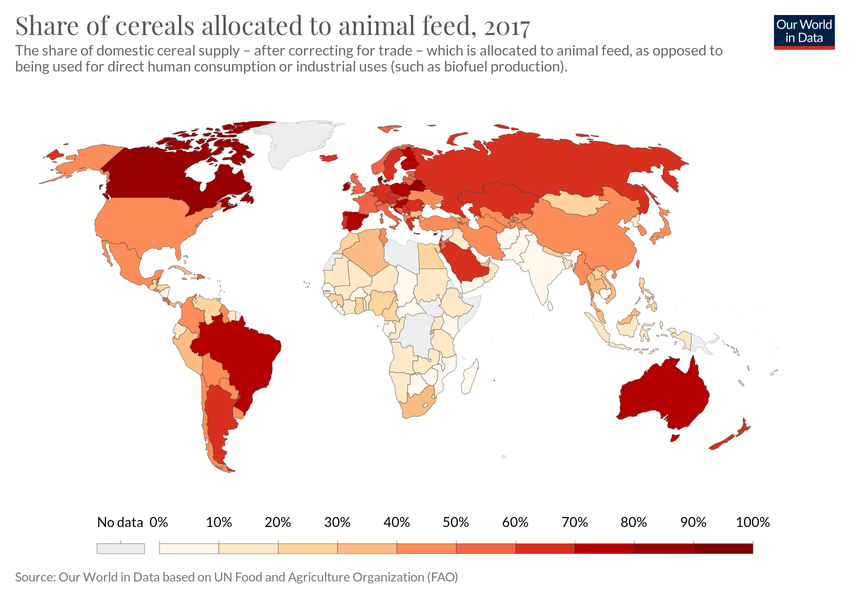 Share of cereals allocated to animal feed, 2017
Our World
in Data
The share of domestic cereal supply – after correcting for trade – which is allocated to animal feed, as opposed to
being used for direct human consumption or industrial uses (such as biofuel production).
No data 0% 10% 20% 30% 40% 50% 60% 70% 80% 90% 100%
Source: Our World in Data based on UN Food and Agriculture Organization (FAO)